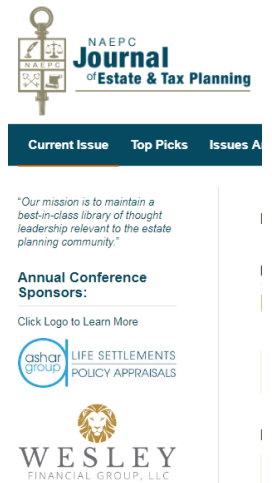 NAEPC
NAEPC
Journal
of Estate & Tax Planning
Current Issue Top Picks Issues A
"Our mission is to maintain a
best-in-class library of thought
leadership relevant to the estate
planning community."
Annual Conference
Sponsors:
Click Logo to Learn More
ashar
group
LIFE SETTLEMENTS
POLICY APPRAISALS
WESLEY
FINANCIAL GROUP, LLC